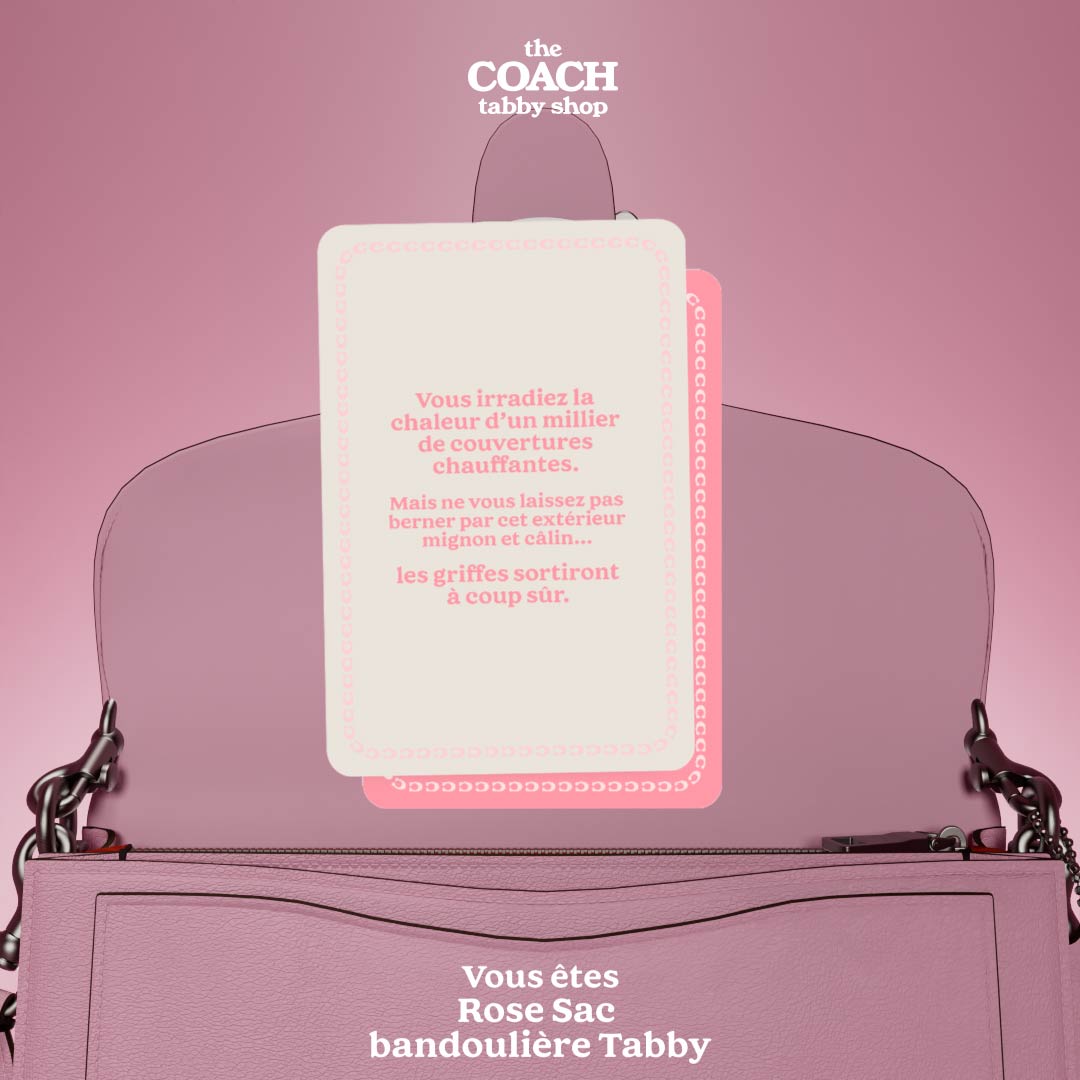 the
COACH
tabby shop
Vous irradiez la
chaleur d’un millier
de couvertures
chauffantes.
Mais ne vous laissez pas
berner par cet extérieur
mignon et câlin...
les griffes sortiront
à coup sûr.
Vous êtes
Rose Sac
bandoulière Tabby